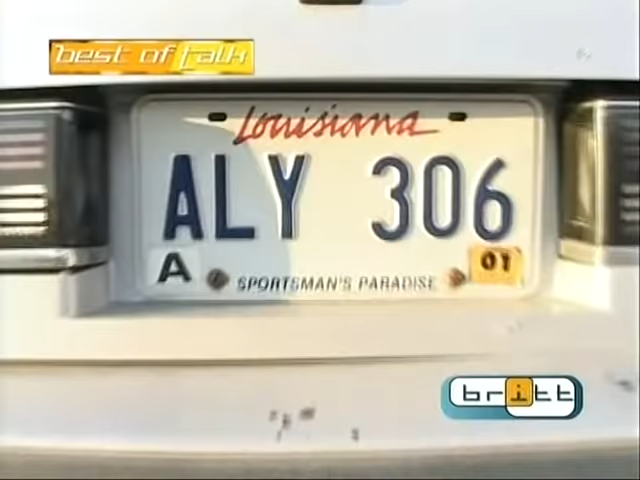 best of talk
Louisiana
ALY 306
A
01
SPORTSMAN'S PARADISE
britt